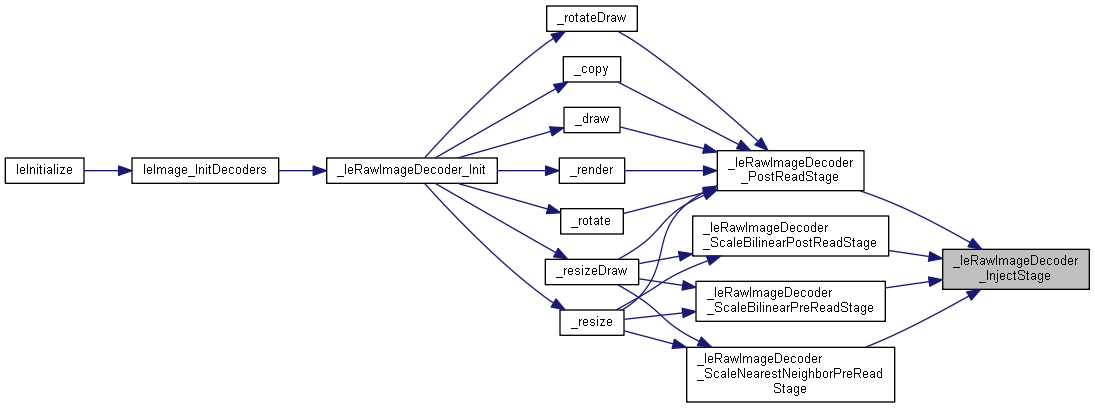 _rotateDraw
_copy
_draw
_leRawImageDecoder
_PostReadStage
leInitialize
leImage_InitDecoders
_leRawImageDecoder_Init
_render
_rotate
_leRawImageDecoder
_ScaleBilinearPostReadStage
_leRawImageDecoder
_InjectStage
_resizeDraw
_leRawImageDecoder
_ScaleBilinearPreReadStage
_resize
_leRawImageDecoder
_ScaleNearestNeighborPreRead
Stage